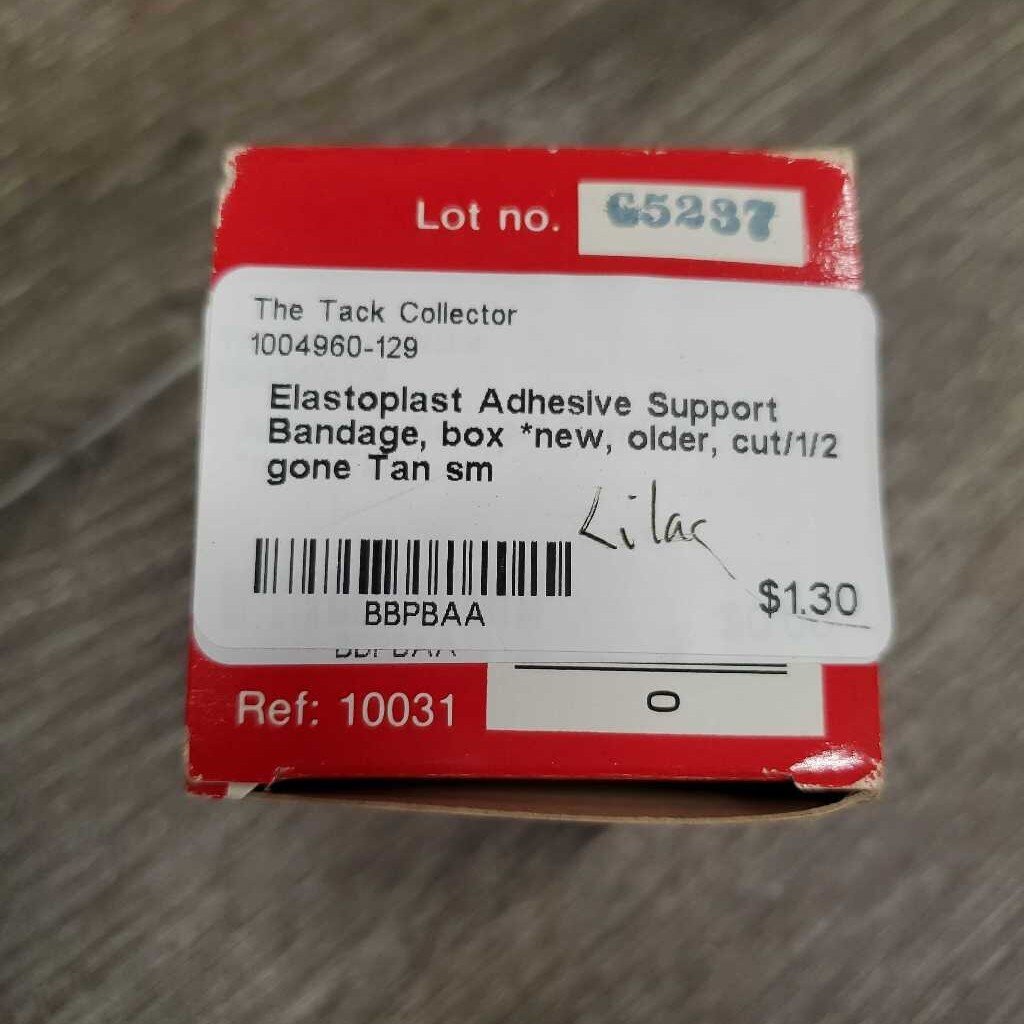 Lot no. G5237
The Tack Collector
1004960-129
Elastoplast Adhesive Support
Bandage, box *new, older, cut/1/2
gone Tan sm
Lilac
BBPBAA
$1.30
Ref: 10031
0